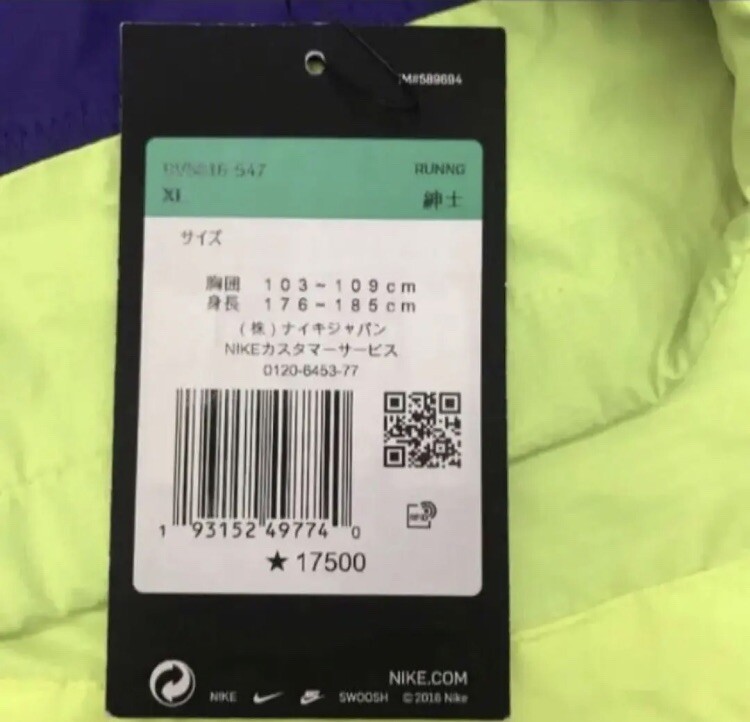 M#589694
BV5616-547
RUNNG
XL
紳士
サイズ
胸囲 103~109cm
身長 176~185cm
(株)ナイキジャパン
NIKEカスタマーサービス
0120-6453-77
1 93152 49774 0
★17500
NIKE.COM
NIKE SWOOSH ©2018 Nike